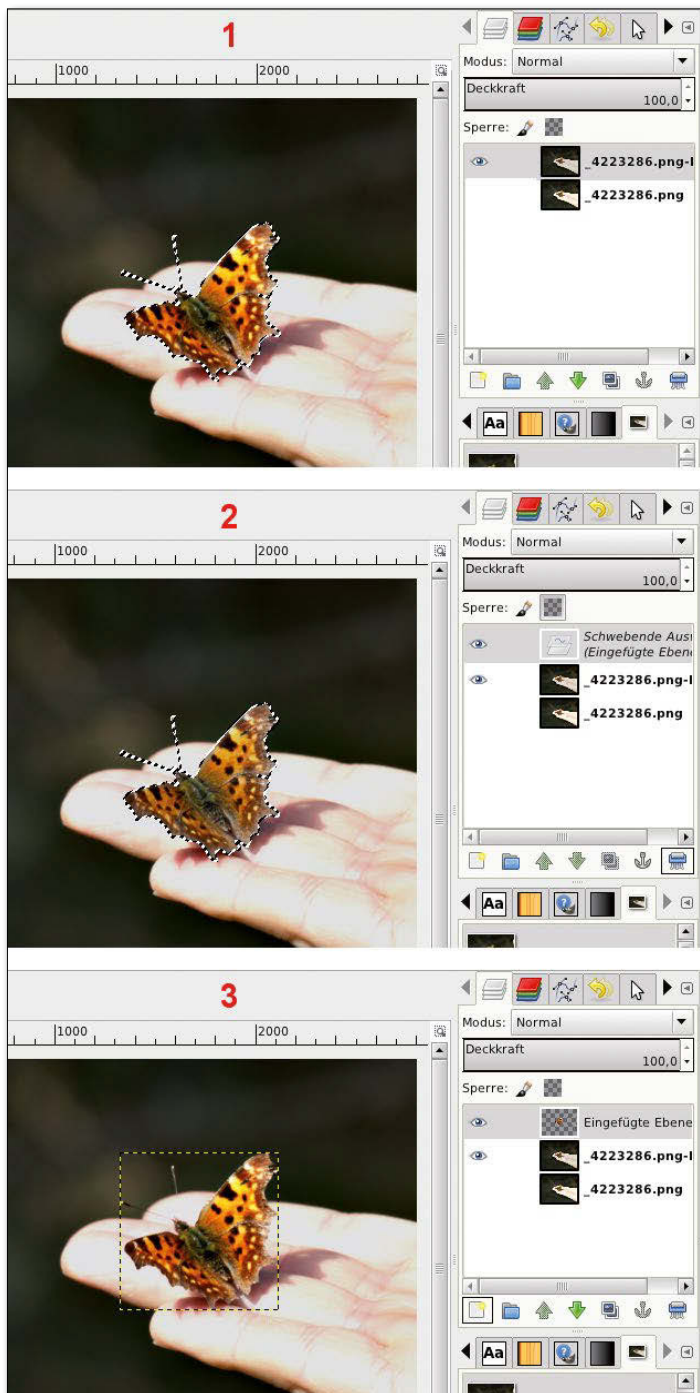 1
1000 2000
Modus: Normal
Deckkraft
100,0
Sperre:
_4223286.png-
_4223286.png
Aa
2
1000 2000
Modus: Normal
Deckkraft
100,0
Sperre:
Schwebende
(Eingefügte
_4223286.png-
_4223286.png
Aa
3
1000 2000
Modus: Normal
Deckkraft
100,0
Sperre:
Eingefügte Ebene
_4223286.png-
_4223286.png
Aa